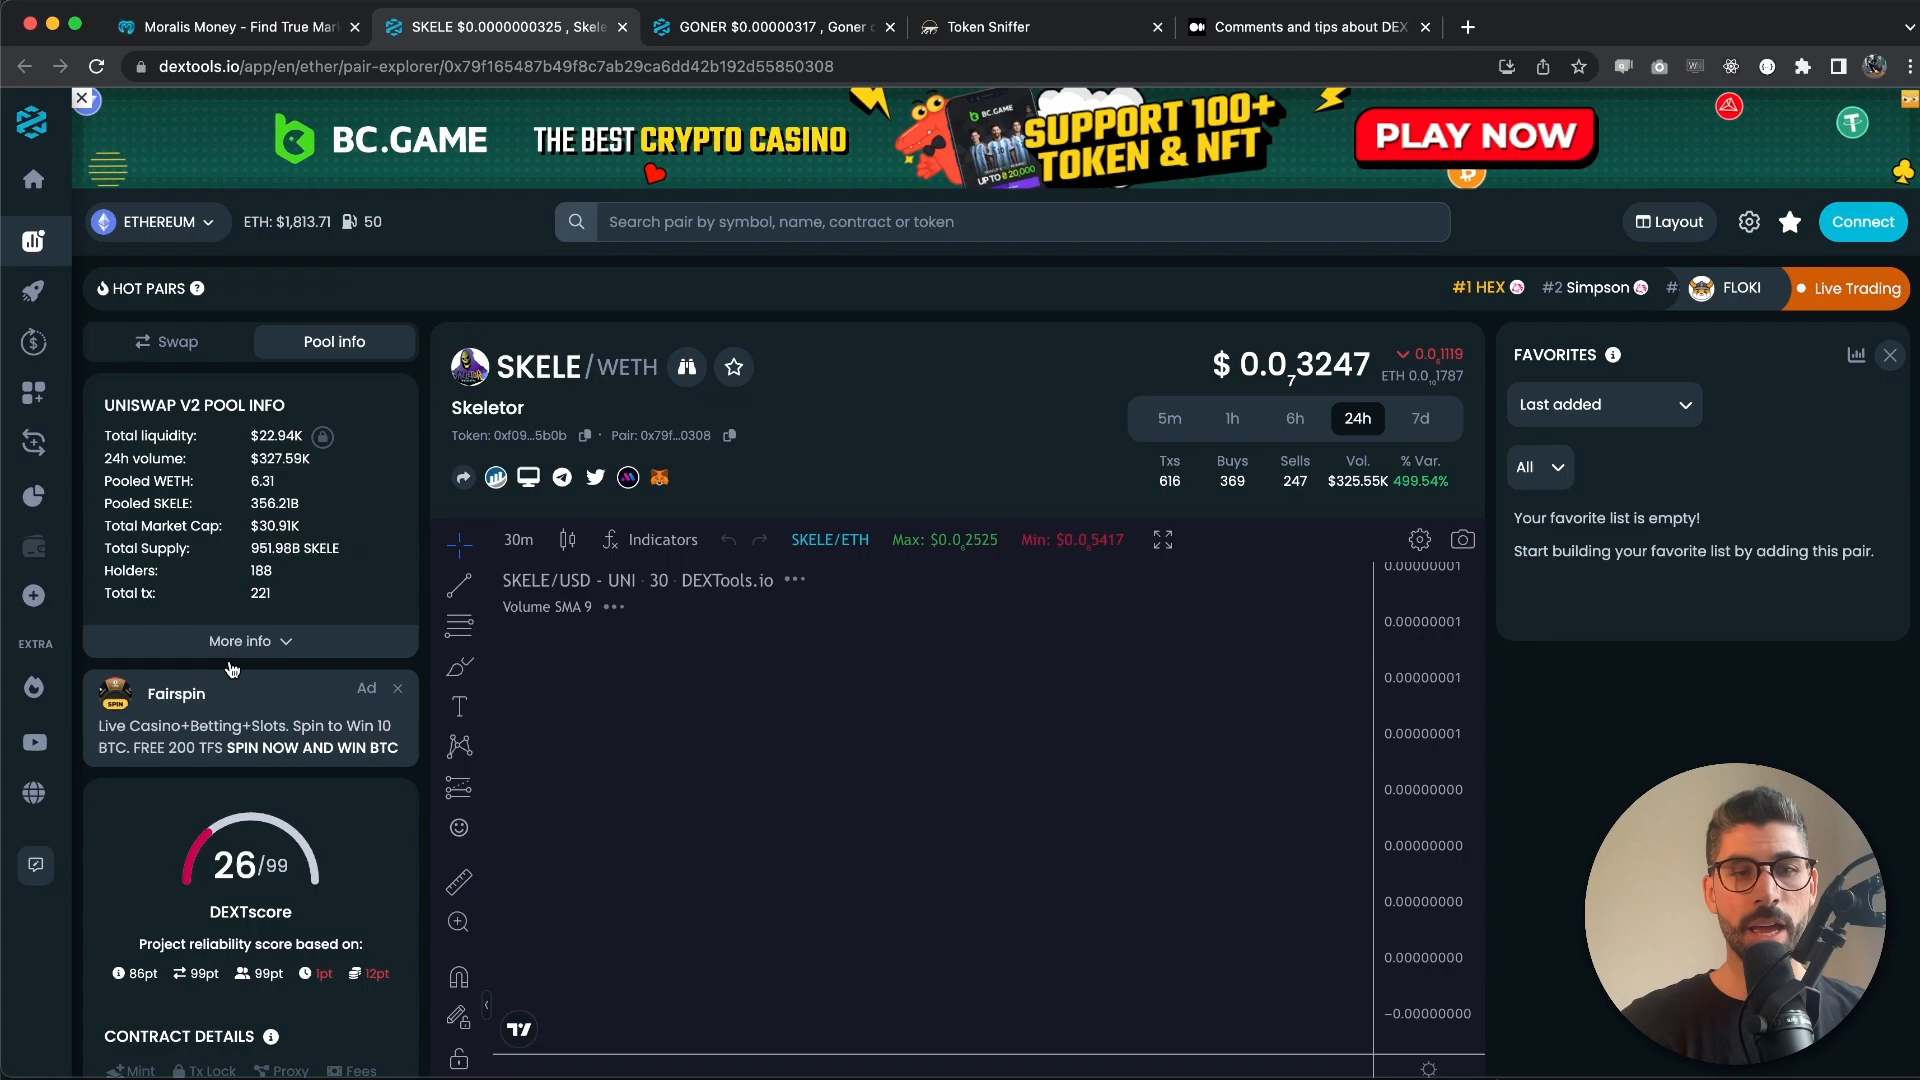 Moralis Money - Find True Mar
SKELE $0.0000000325 , Skele
GONER $0.00000317 , Goner
Token Sniffer
Comments and tips about DEX
dextools.io/app/en/ether/pair-explorer/0x79f165487b49f8c7ab29ca6dd42b192d55850308
BC.GAME THE BEST CRYPTO CASINO
BC.GAME
UP TO 20,000
SUPPORT 100+
TOKEN & NFT
PLAY NOW
ETHEREUM ETH: $1,813.71 50
Search pair by symbol, name, contract or token
Layout
Connect
HOT PAIRS
#1 HEX #2 Simpson #
FLOKI
Live Trading
Swap
Pool info
UNISWAP V2 POOL INFO
Total liquidity: $22.94K
24h volume: $327.59K
Pooled WETH: 6.31
Pooled SKELE: 356.21B
Total Market Cap: $30.91K
Total Supply: 951.98B SKELE
Holders: 188
Total tx: 221
More info
EXTRA
Fairspin Ad
SPIN
Live Casino+Betting+Slots. Spin to Win 10
BTC. FREE 200 TFS SPIN NOW AND WIN BTC
26/99
DEXTscore
Project reliability score based on:
86pt 99pt 99pt 1pt 12pt
CONTRACT DETAILS
Mint Tx Lock Proxy Fees
SKELE/WETH
Skeletor
Token: 0xf09...5b0b · Pair: 0x79f...0308
$ 0.0₇3247
0.0₈1119
ETH 0.0₁₀1787
5m 1h 6h 24h 7d
Txs Buys Sells Vol. % Var.
616 369 247 $325.55K 499.54%
30m Indicators SKELE/ETH Max: $0.0₆2525 Min: $0.0₈5417
SKELE/USD - UNI · 30 · DEXTools.io
Volume SMA 9
0.00000001
0.00000001
0.00000001
0.00000001
0.00000000
0.00000000
0.00000000
0.00000000
−0.00000000
FAVORITES
Last added
All
Your favorite list is empty!
Start building your favorite list by adding this pair.